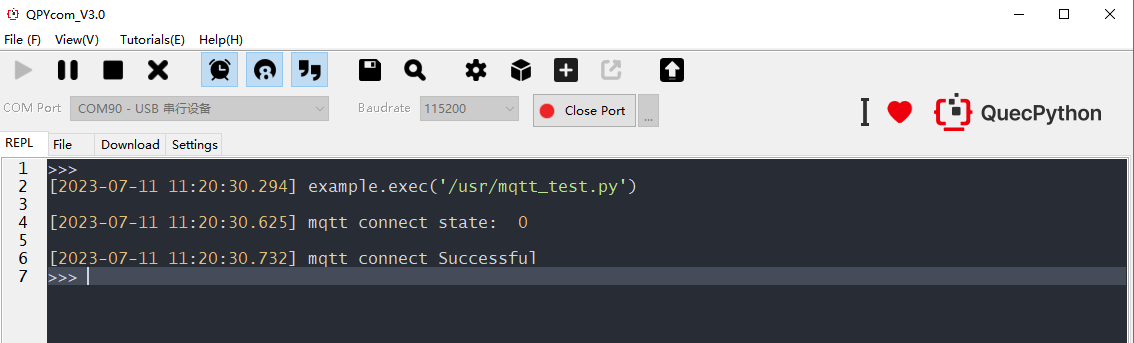 QPYcom_V3.0
File (F) View(V) Tutorials(E) Help(H)
COM Port COM90 - USB 串行设备 Baudrate 115200 Close Port ... I QuecPython
REPL File Download Settings
1 >>>
2 [2023-07-11 11:20:30.294] example.exec('/usr/mqtt_test.py')
3
4 [2023-07-11 11:20:30.625] mqtt connect state: 0
5
6 [2023-07-11 11:20:30.732] mqtt connect Successful
7 >>>